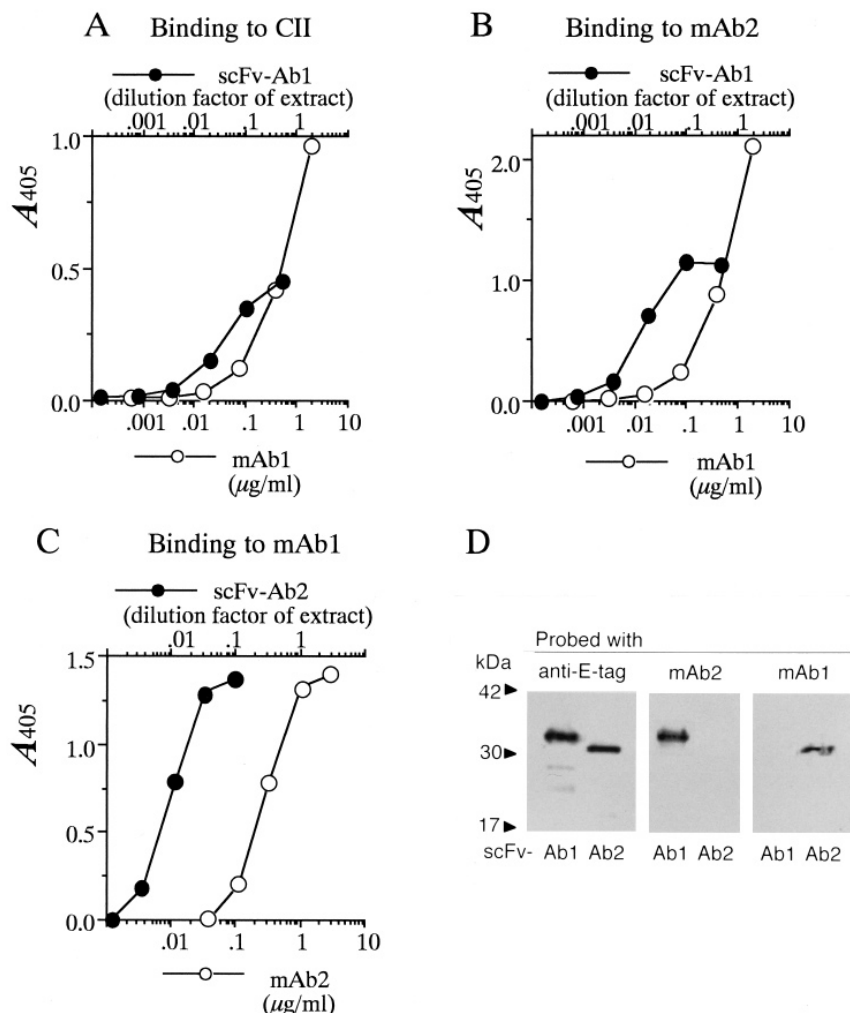 A Binding to CII
scFv-Ab1
(dilution factor of extract)
.001 .01 .1 1
1.0
0.5
0.0
A405
.001 .01 .1 1 10
mAb1
(μg/ml)
B Binding to mAb2
scFv-Ab1
(dilution factor of extract)
.001 .01 .1 1
2.0
1.0
0.0
A405
.001 .01 .1 1 10
mAb1
(μg/ml)
C Binding to mAb1
scFv-Ab2
(dilution factor of extract)
.01 .1 1
1.5
1.0
0.5
0.0
A405
.01 .1 1 10
mAb2
(μg/ml)
D
Probed with
kDa anti-E-tag mAb2 mAb1
42
30
17
scFv- Ab1 Ab2 Ab1 Ab2 Ab1 Ab2